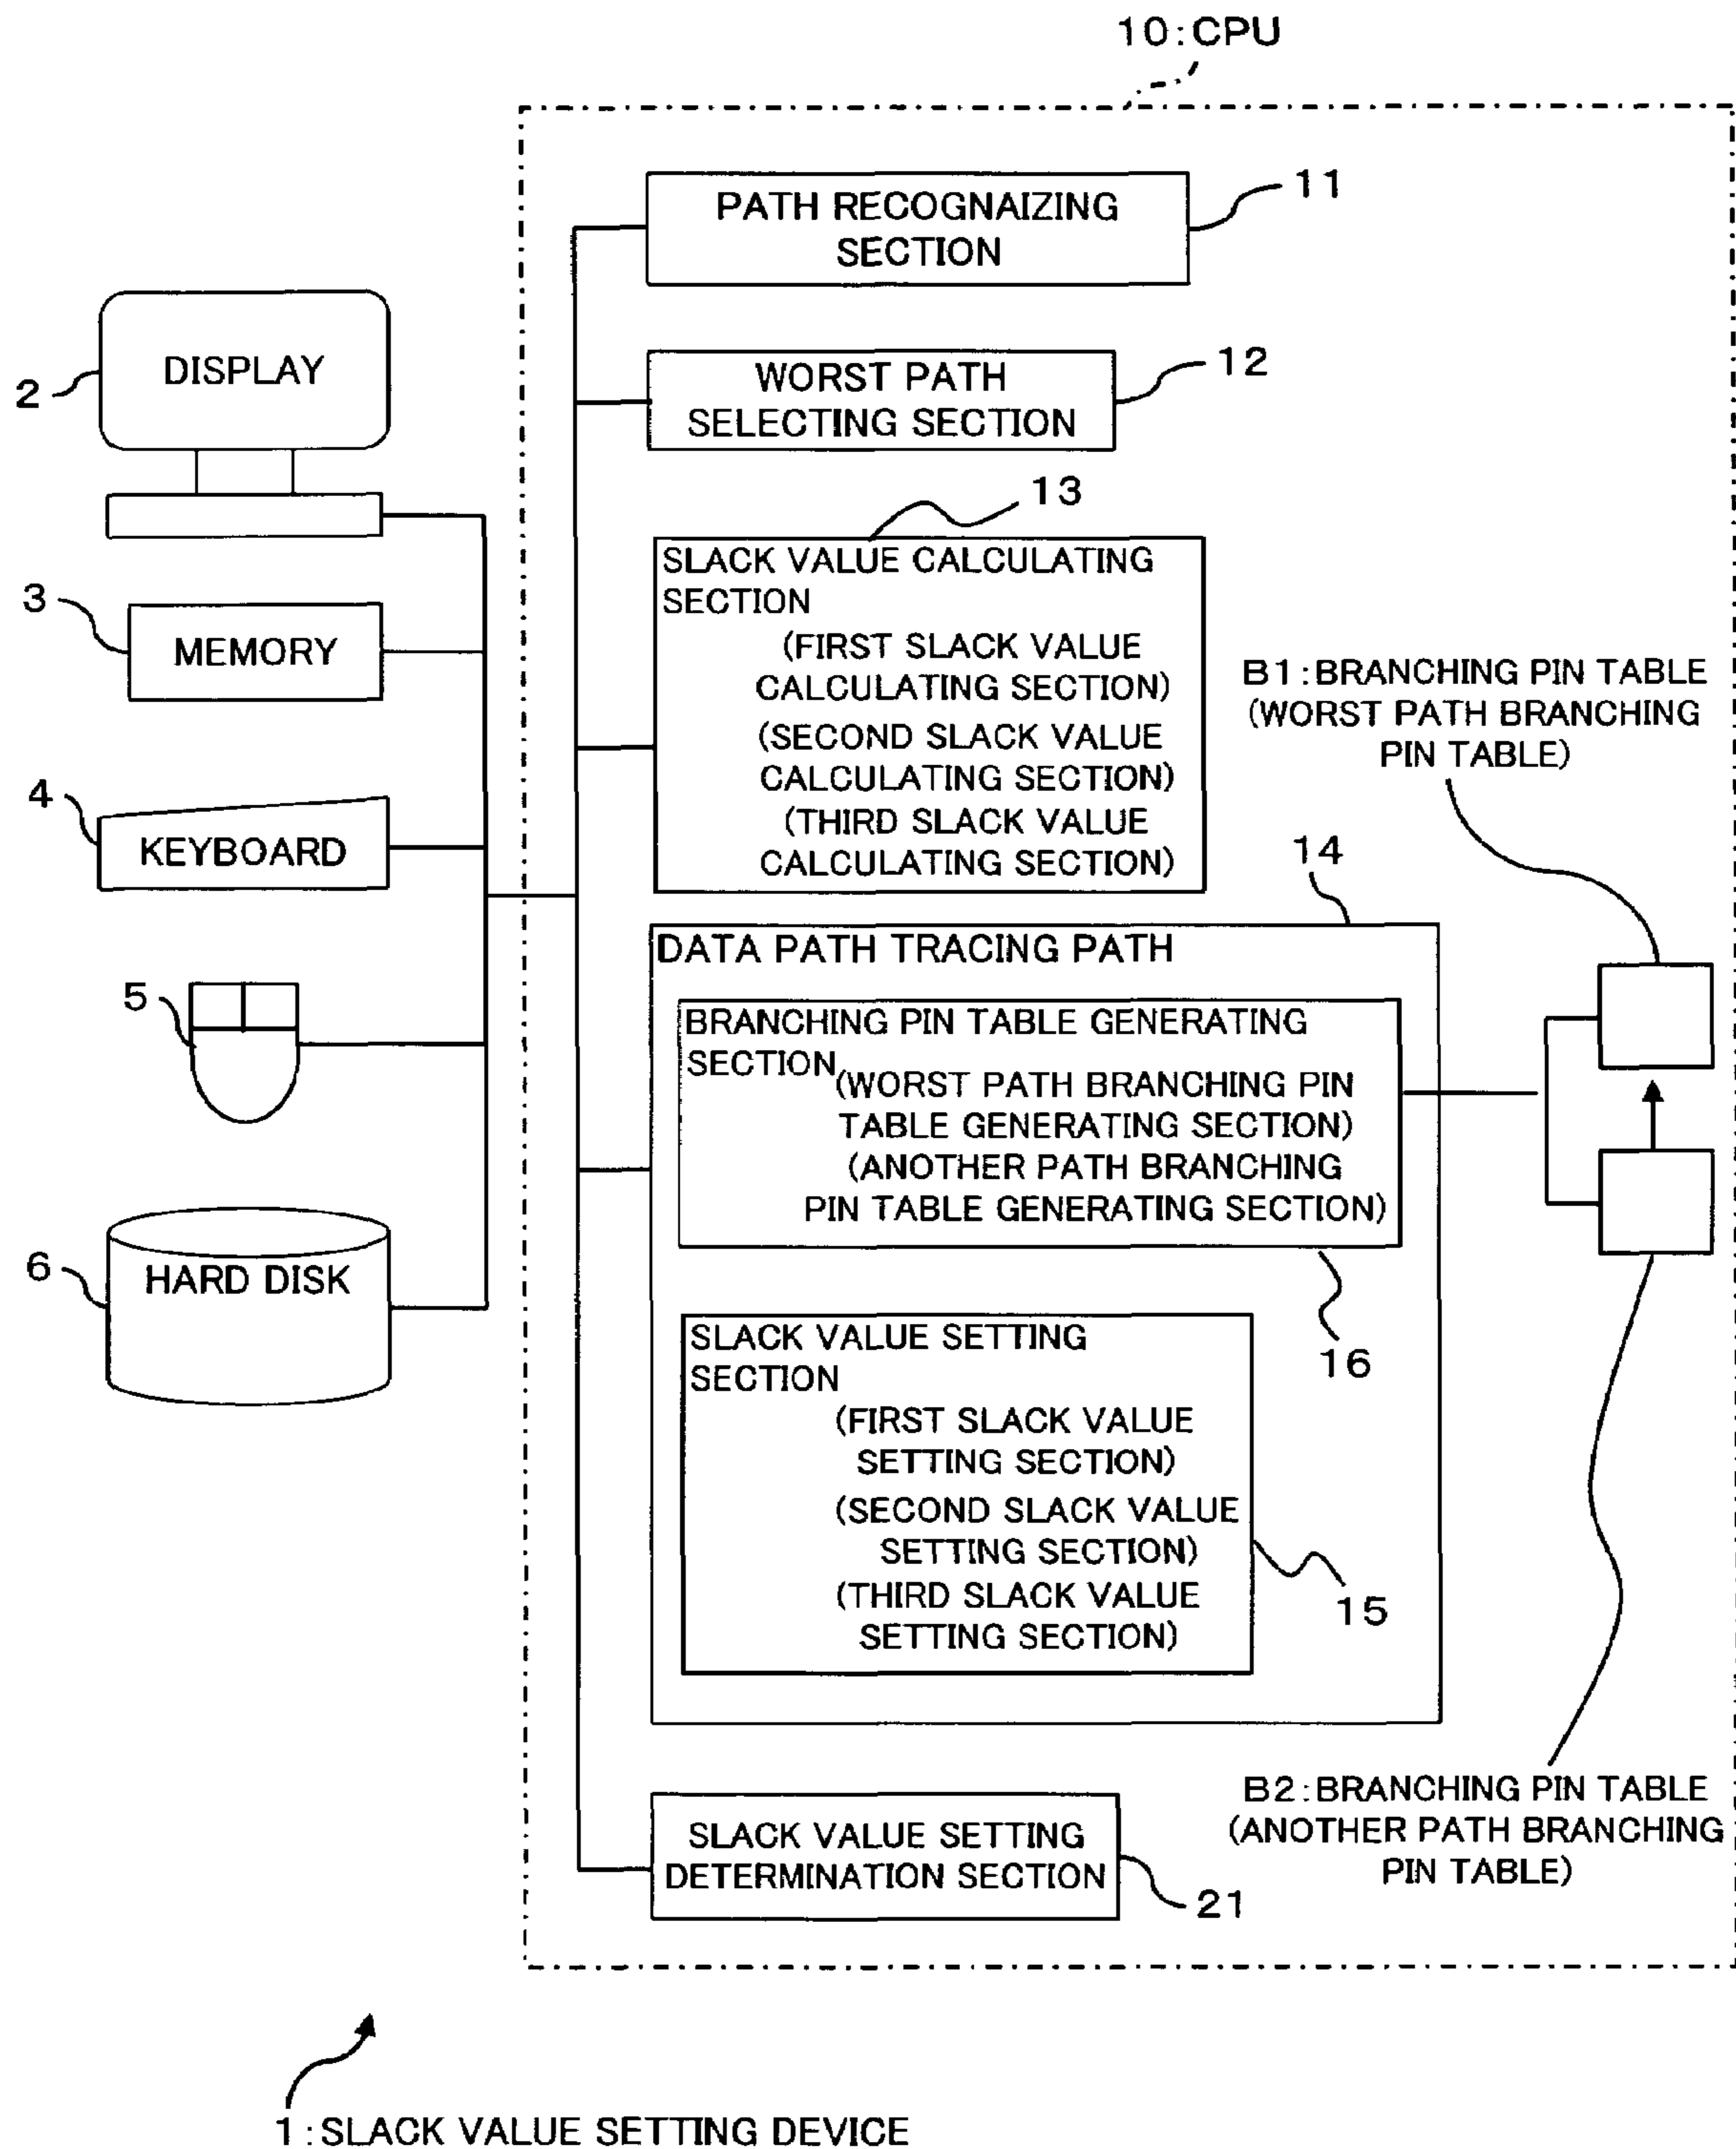 10:CPU
PATH RECOGNAIZING
SECTION
11
WORST PATH
SELECTING SECTION
12
DISPLAY
2
13
SLACK VALUE CALCULATING
SECTION
(FIRST SLACK VALUE
CALCULATING SECTION)
(SECOND SLACK VALUE
CALCULATING SECTION)
(THIRD SLACK VALUE
CALCULATING SECTION)
3
MEMORY
4
KEYBOARD
5
6
HARD DISK
B1:BRANCHING PIN TABLE
(WORST PATH BRANCHING
PIN TABLE)
14
DATA PATH TRACING PATH
BRANCHING PIN TABLE GENERATING
SECTION
(WORST PATH BRANCHING PIN
TABLE GENERATING SECTION)
(ANOTHER PATH BRANCHING
PIN TABLE GENERATING SECTION)
16
SLACK VALUE SETTING
SECTION
(FIRST SLACK VALUE
SETTING SECTION)
(SECOND SLACK VALUE
SETTING SECTION)
(THIRD SLACK VALUE
SETTING SECTION)
15
B2:BRANCHING PIN TABLE
(ANOTHER PATH BRANCHING
PIN TABLE)
SLACK VALUE SETTING
DETERMINATION SECTION
21
1:SLACK VALUE SETTING DEVICE